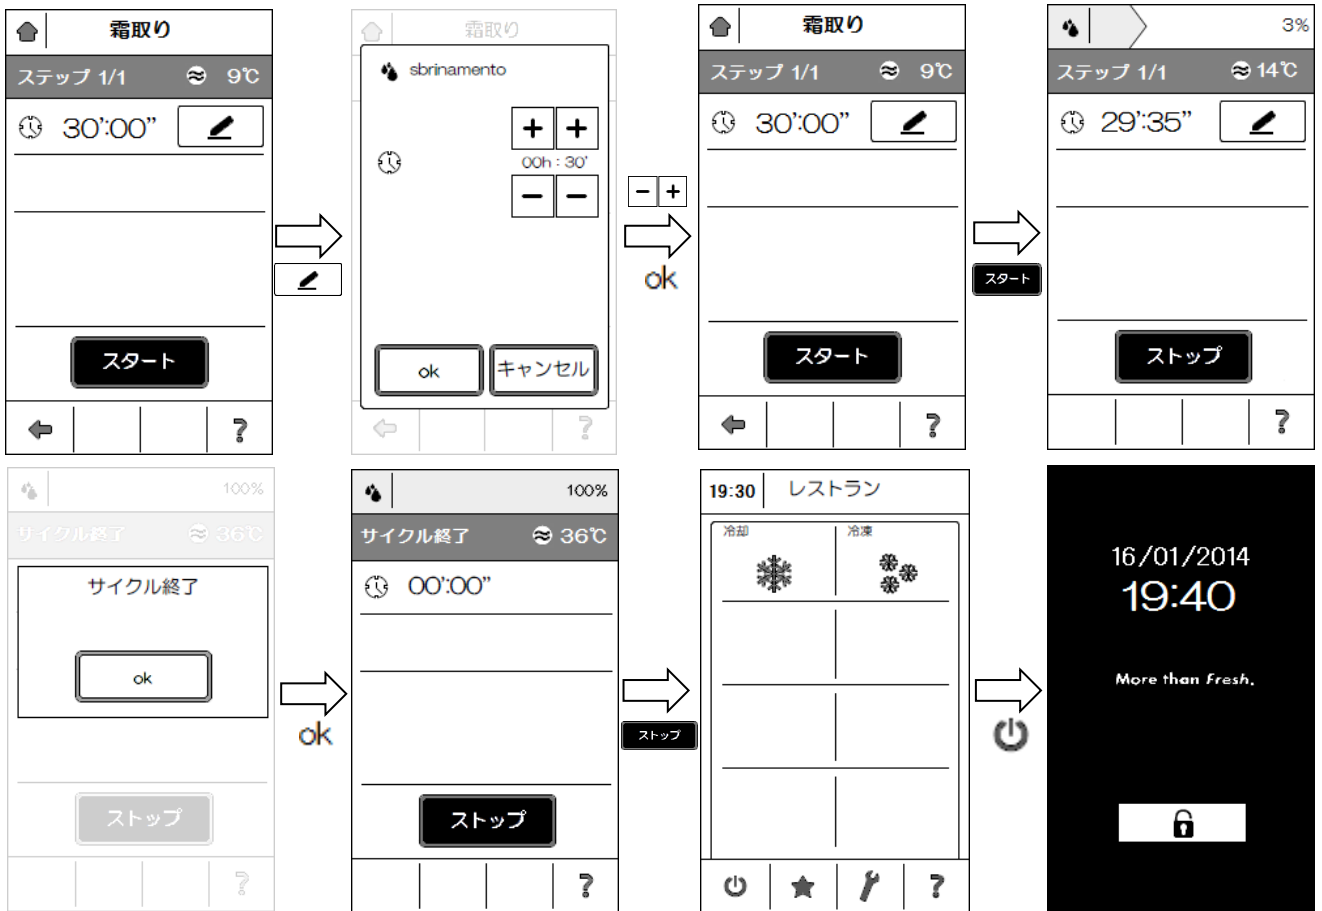 霜取り
ステップ 1/1 9℃
30':00”
スタート
?
霜取り
sbrinamento
++
00h : 30'
−−
ok キャンセル
?
− +
ok
霜取り
ステップ 1/1 9℃
30':00”
スタート
?
スタート
3%
ステップ 1/1 14℃
29':35”
ストップ
?
100%
サイクル終了 36℃
サイクル終了
ok
ストップ
?
ok
100%
サイクル終了 36℃
00':00”
ストップ
?
ストップ
19:30 レストラン
冷却 冷凍
?
16/01/2014
19:40
More than Fresh.